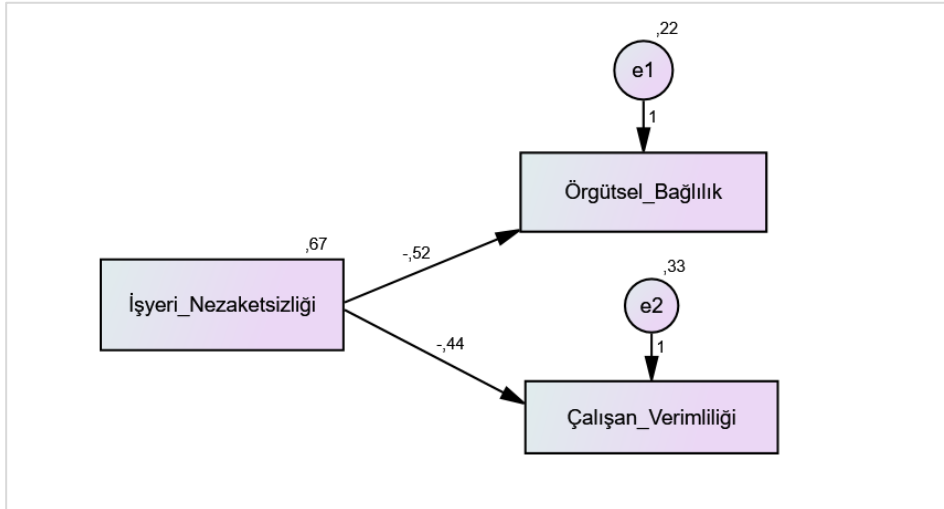 ,22
e1
1
Örgütsel_Bağlılık
-,52
,67
İşyeri_Nezaketsizliği
,33
e2
-,44
1
Çalışan_Verimliliği